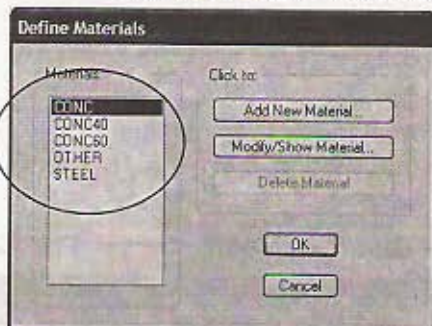 Define Materials
Materials
Click to:
CONC
CONC40
CONC60
OTHER
STEEL
Add New Material...
Modify/Show Material...
Delete Material
OK
Cancel